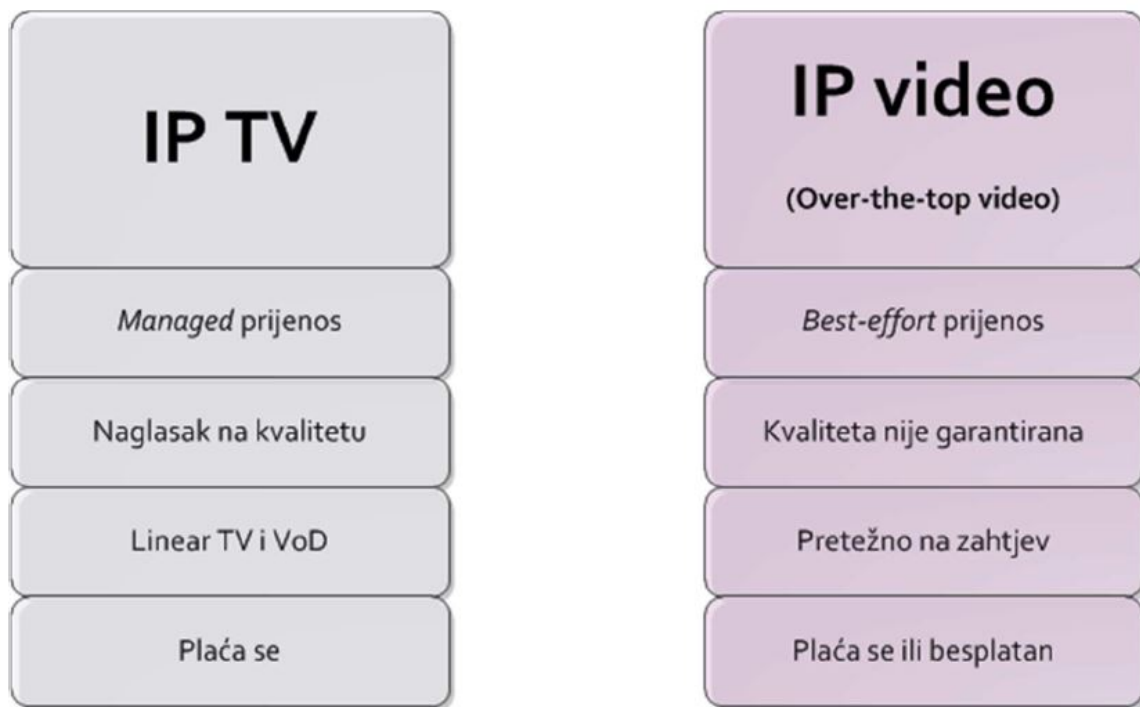 IP TV
Managed prijenos
Naglasak na kvalitetu
Linear TV i VoD
Plaća se
IP video
(Over-the-top video)
Best-effort prijenos
Kvaliteta nije garantirana
Pretežno na zahtjev
Plaća se ili besplatan